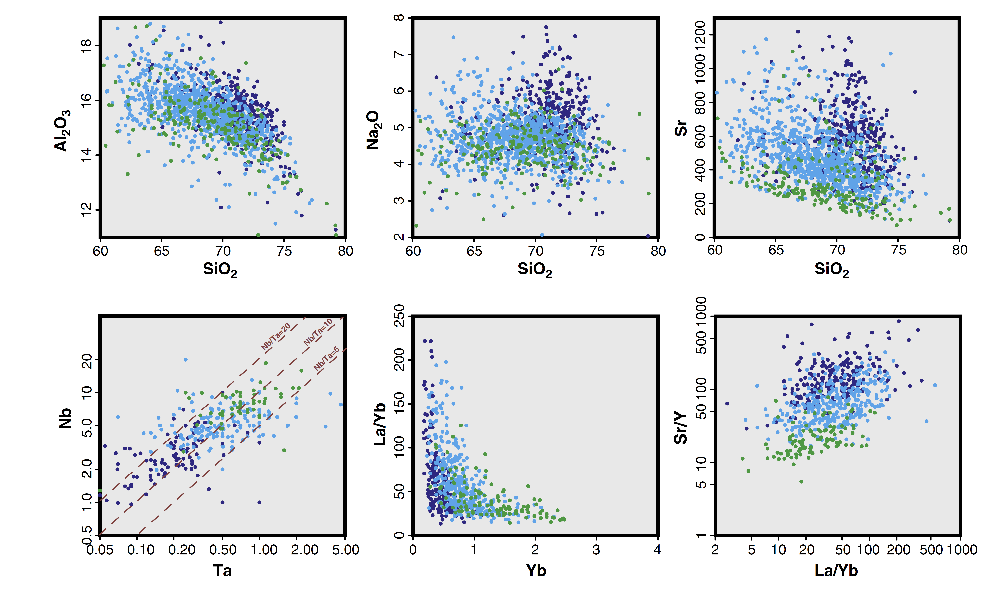 Al₂O₃
18
16
14
12
60 65 70 75 80
SiO₂
Na₂O
8
7
6
5
4
3
2
60 65 70 75 80
SiO₂
Sr
1200
1000
800
600
400
200
0
60 65 70 75 80
SiO₂
Nb
20
10
5.0
2.0
1.0
0.5
Nb/Ta=20
Nb/Ta=10
Nb/Ta=5
0.05 0.10 0.20 0.50 1.00 2.00 5.00
Ta
La/Yb
250
200
150
100
50
0
0 1 2 3 4
Yb
Sr/Y
1000
500
100
50
10
5
1
2 5 10 20 50 100 200 500 1000
La/Yb